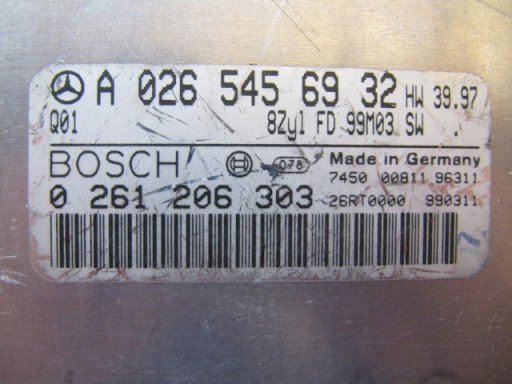 A 026 545 69 32 HW 39.97
Q01 8Zyl FD 99M03 SW .
BOSCH 078 Made in Germany
7450 00811 96311
0 261 206 303 26RT0000 990311